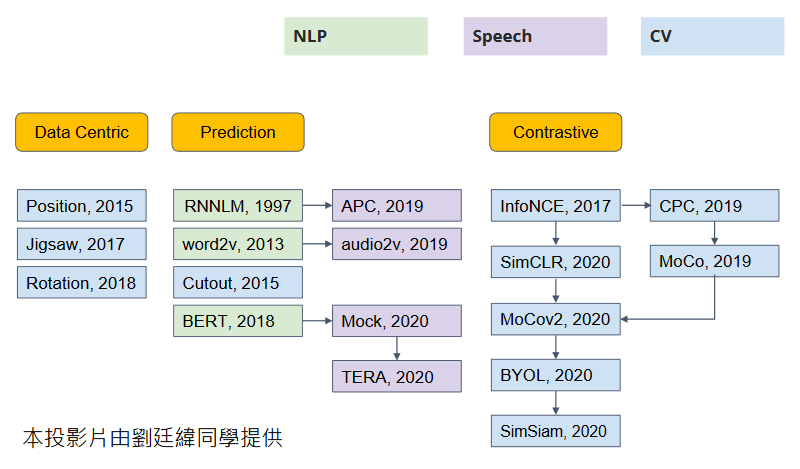 NLP
Speech
CV
Data Centric
Prediction
Contrastive
Position, 2015
Jigsaw, 2017
Rotation, 2018
RNNLM, 1997
APC, 2019
word2v, 2013
audio2v, 2019
Cutout, 2015
BERT, 2018
Mock, 2020
TERA, 2020
InfoNCE, 2017
CPC, 2019
SimCLR, 2020
MoCo, 2019
MoCov2, 2020
BYOL, 2020
SimSiam, 2020
本投影片由劉廷緯同學提供